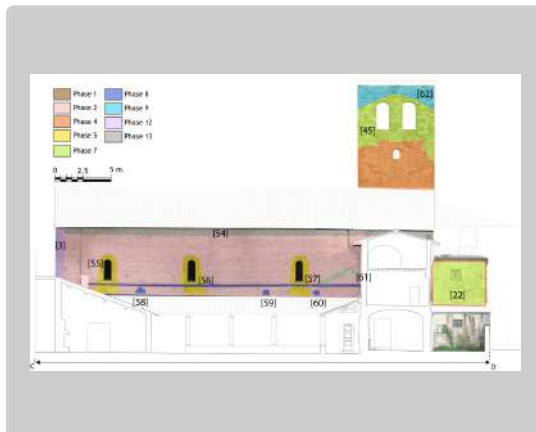 Phase 1
Phase 2
Phase 4
Phase 5
Phase 7
Phase 8
Phase 9
Phase 12
Phase 13
0 2.5 5 m.
[62]
[45]
[54]
[3]
[55]
[56]
[57]
[61]
[58]
[59]
[60]
[22]
C
D